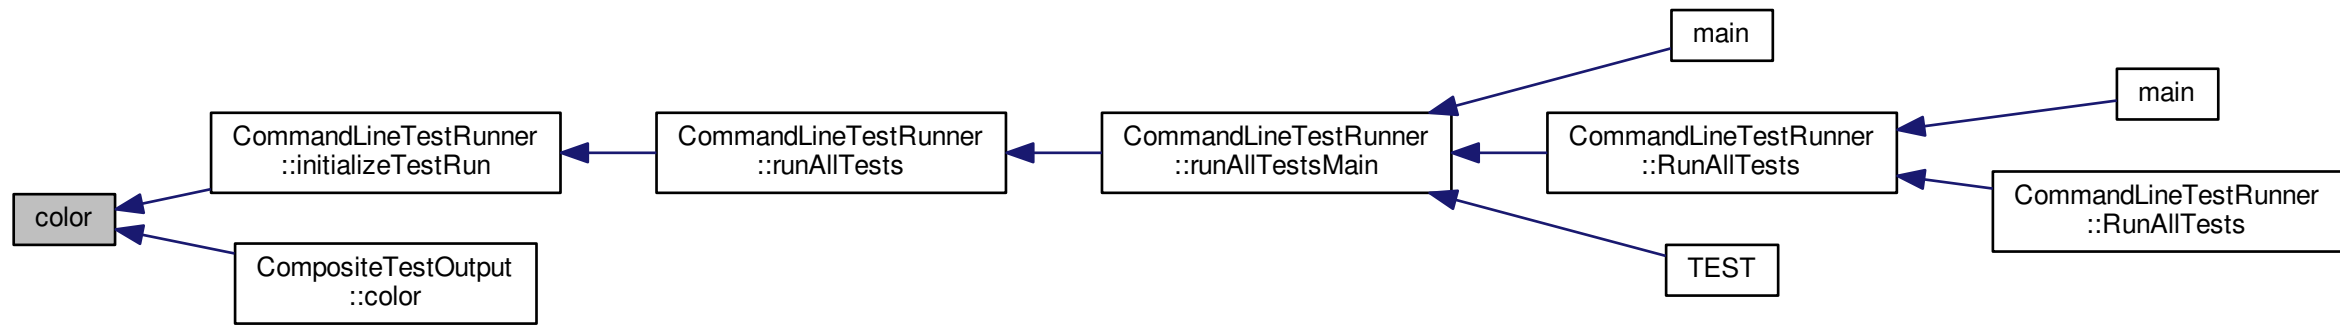 main
main
CommandLineTestRunner
::initializeTestRun
CommandLineTestRunner
::runAllTests
CommandLineTestRunner
::runAllTestsMain
CommandLineTestRunner
::RunAllTests
CommandLineTestRunner
::RunAllTests
color
CompositeTestOutput
::color
TEST